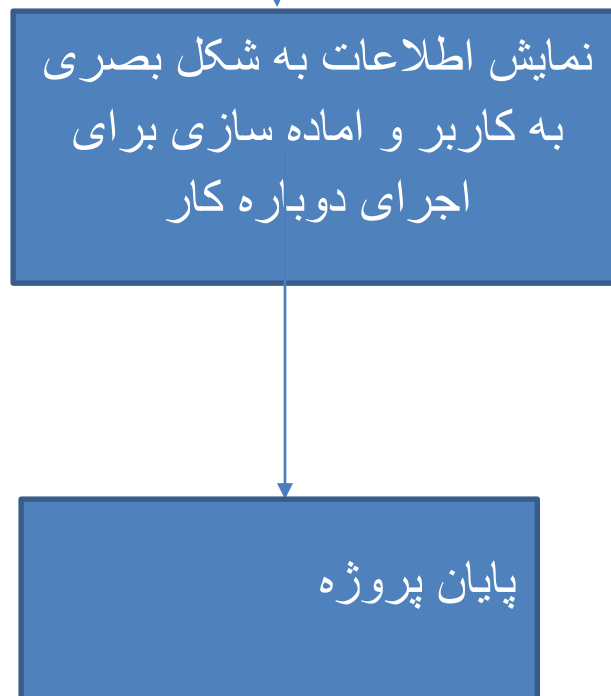 نمایش اطلاعات به شکل بصری
به کاربر و اماده سازی برای
اجرای دوباره کار
پایان پروژه